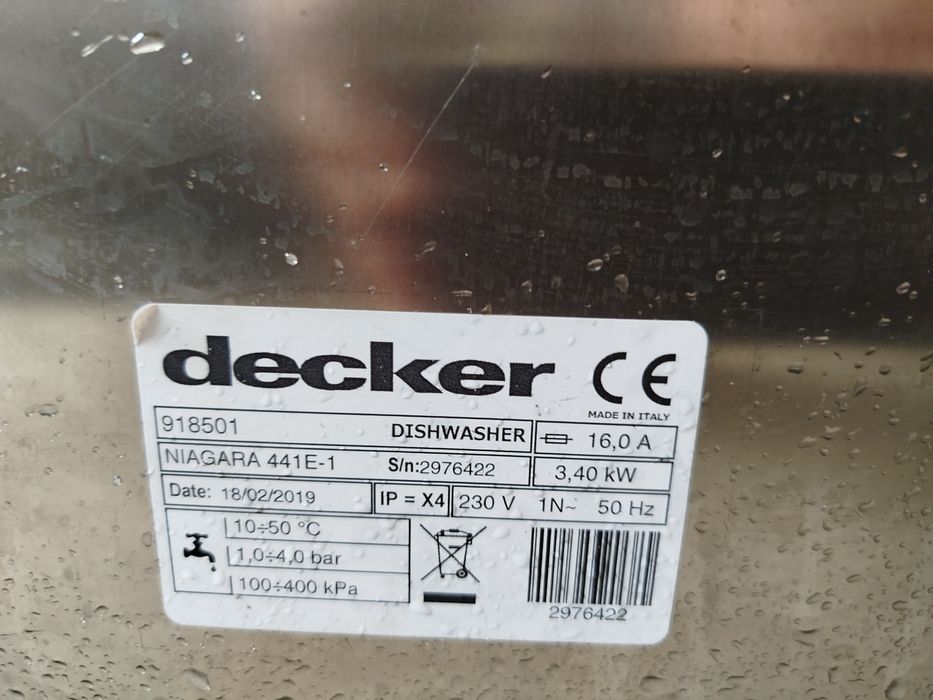 decker CE
MADE IN ITALY
918501 DISHWASHER 16,0 A
NIAGARA 441E-1 S/n:2976422 3,40 kW
Date: 18/02/2019 IP = X4 230 V 1N~ 50 Hz
10÷50 °C
1,0÷4,0 bar
100÷400 kPa
2976422